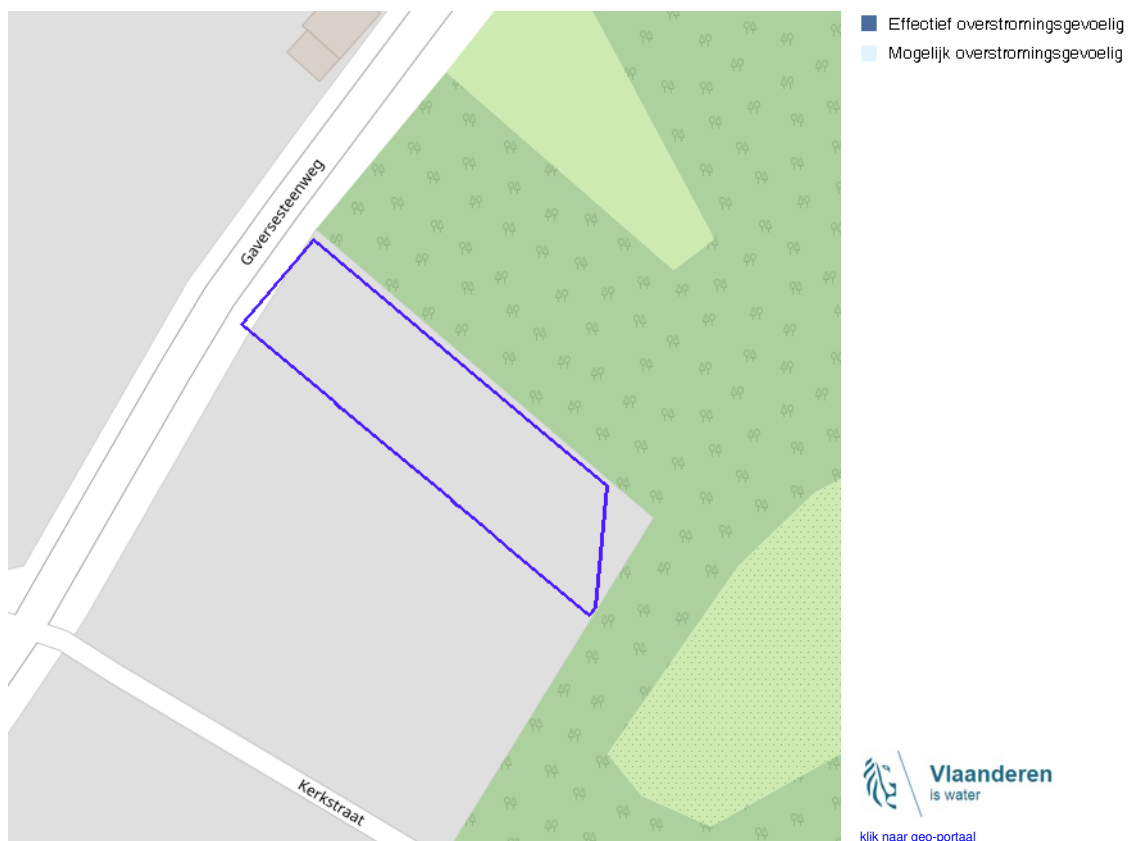 Effectief overstromingsgevoelig
Mogelijk overstromingsgevoelig
Gaversesteenweg
Kerkstraat
Vlaanderen
is water
klik naar geo-portaal